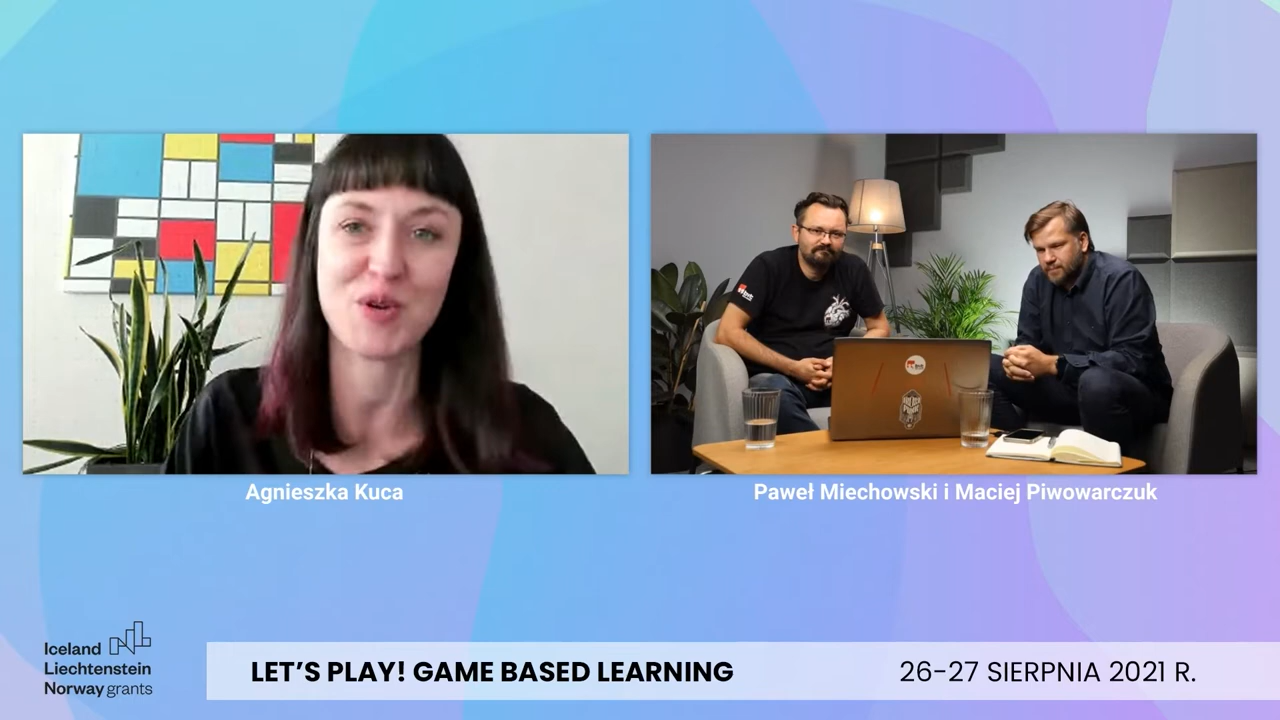 Agnieszka Kuca
Paweł Miechowski i Maciej Piwowarczuk
Iceland
Liechtenstein
Norway grants
LET'S PLAY! GAME BASED LEARNING
26-27 SIERPNIA 2021 R.